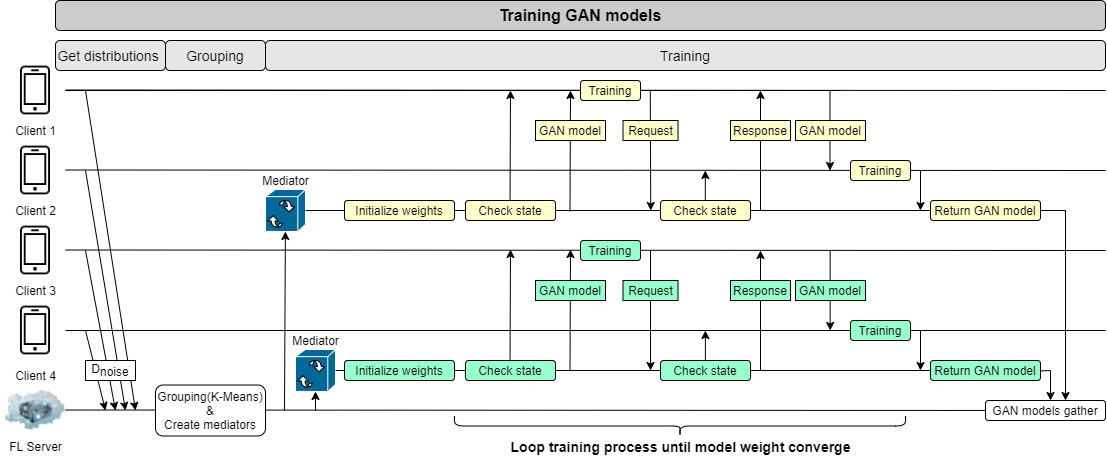 Training GAN models
Get distributions
Grouping
Training
Client 1
Training
GAN model
Request
Response
GAN model
Client 2
Training
Mediator
Initialize weights
Check state
Check state
Return GAN model
Client 3
Training
GAN model
Request
Response
GAN model
Client 4
Training
Mediator
Initialize weights
Check state
Check state
Return GAN model
Dnoise
FL Server
Grouping(K-Means)
&
Create mediators
GAN models gather
Loop training process until model weight converge